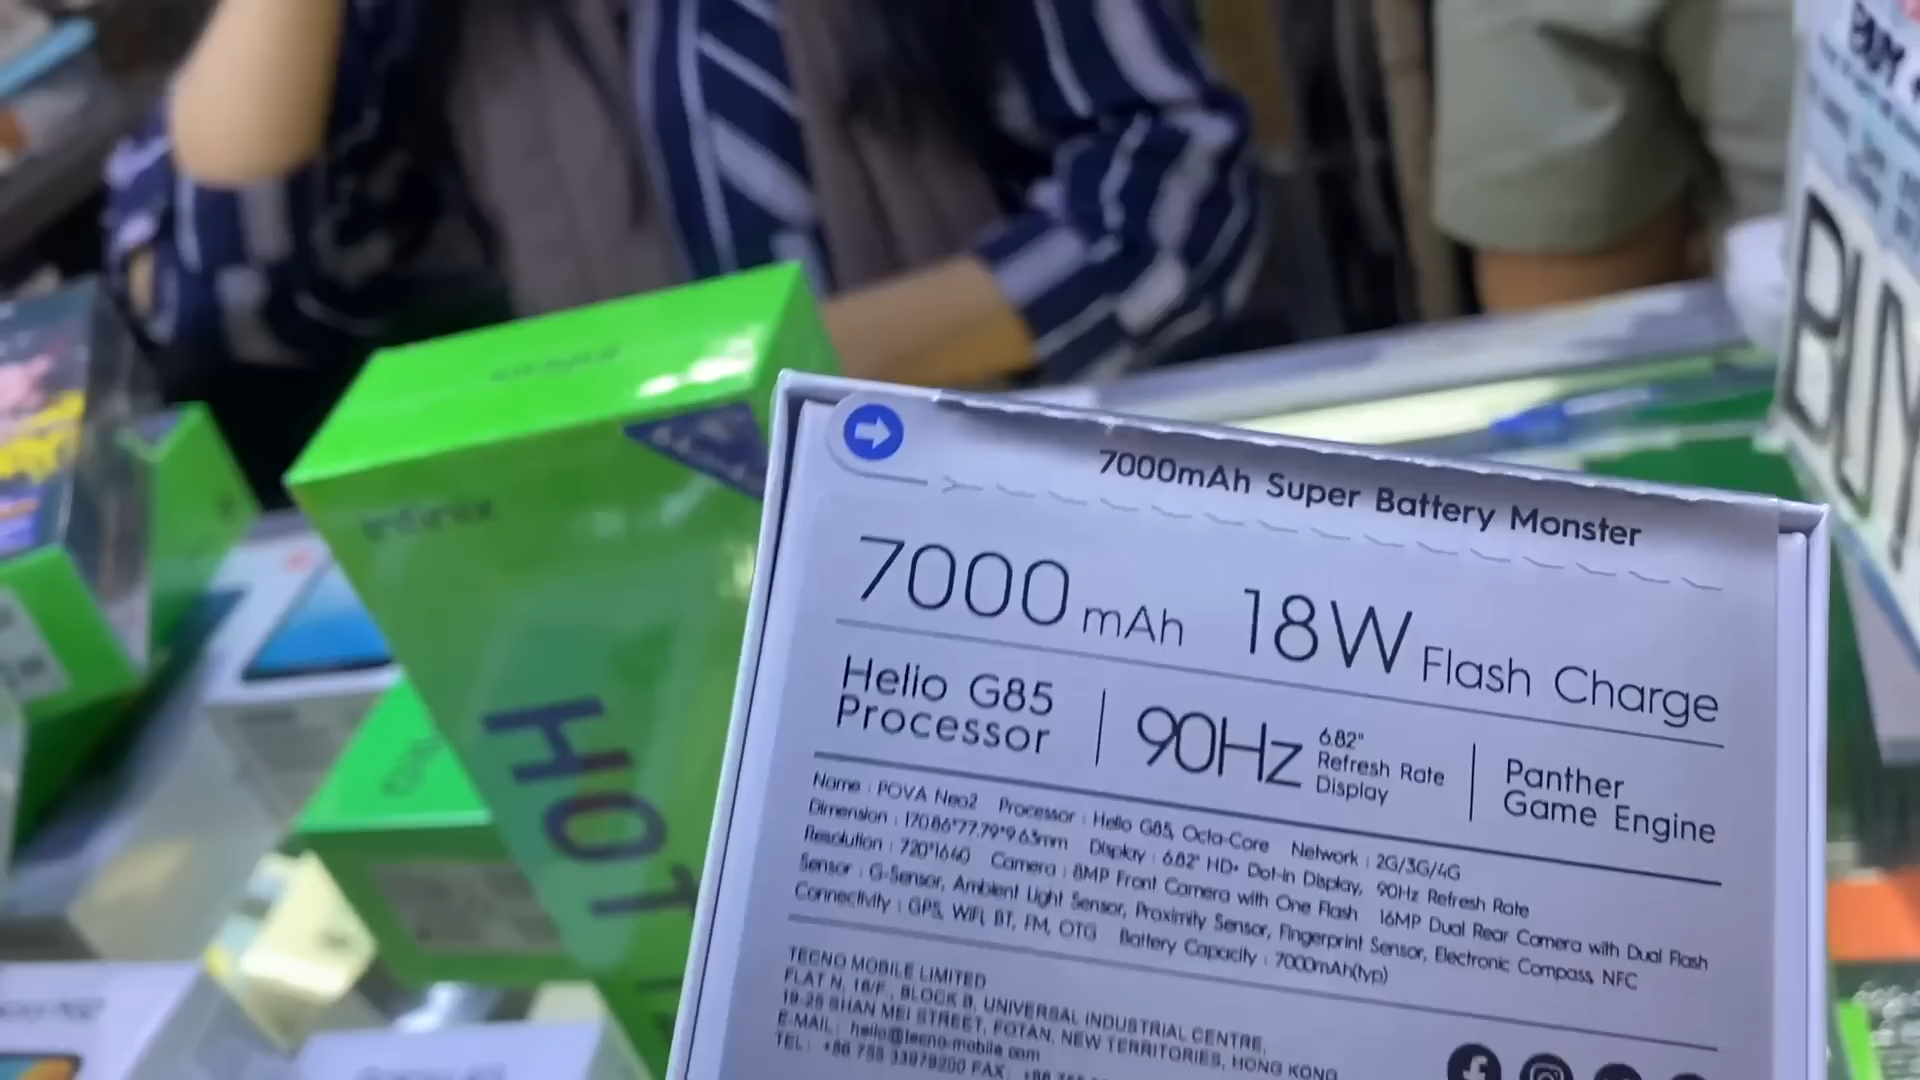 BUY
infinix
HOT
7000mAh Super Battery Monster
7000 mAh 18W Flash Charge
Helio G85
Processor
90Hz
6.82"
Refresh Rate
Display
Panther
Game Engine
Name : POVA Neo2 Processor : Helio G85, Octa-Core Network : 2G/3G/4G
Dimension : 170.86*77.79*9.63mm Display : 6.82" HD+ Dot-in Display, 90Hz Refresh Rate
Resolution : 720*1640 Camera : 8MP Front Camera with One Flash 16MP Dual Rear Camera with Dual Flash
Sensor : G-Sensor, Ambient Light Sensor, Proximity Sensor, Fingerprint Sensor, Electronic Compass, NFC
Connectivity : GPS, WiFi, BT, FM, OTG Battery Capacity : 7000mAh(typ)
TECNO MOBILE LIMITED
FLAT N, 16/F., BLOCK B, UNIVERSAL INDUSTRIAL CENTRE,
19-25 SHAN MEI STREET, FOTAN, NEW TERRITORIES, HONG KONG
E-MAIL: hello@tecno-mobile.com
TEL: +86 755 33979200 FAX: